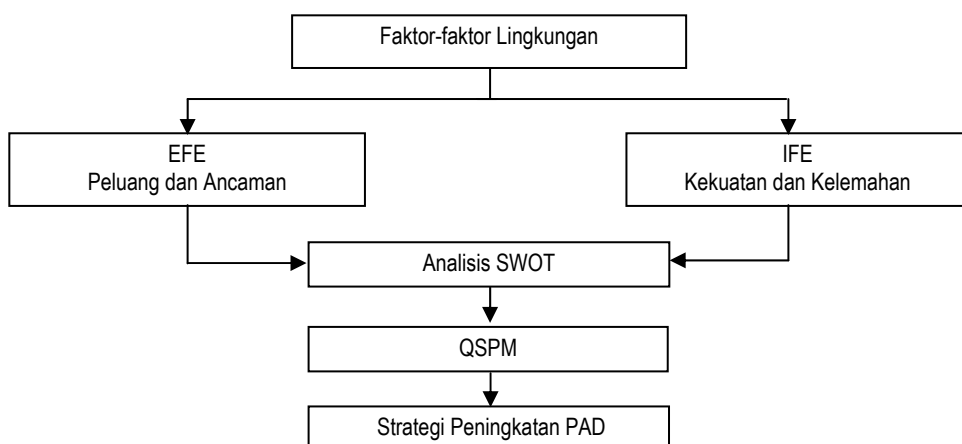 Faktor-faktor Lingkungan
EFE
Peluang dan Ancaman
IFE
Kekuatan dan Kelemahan
Analisis SWOT
QSPM
Strategi Peningkatan PAD